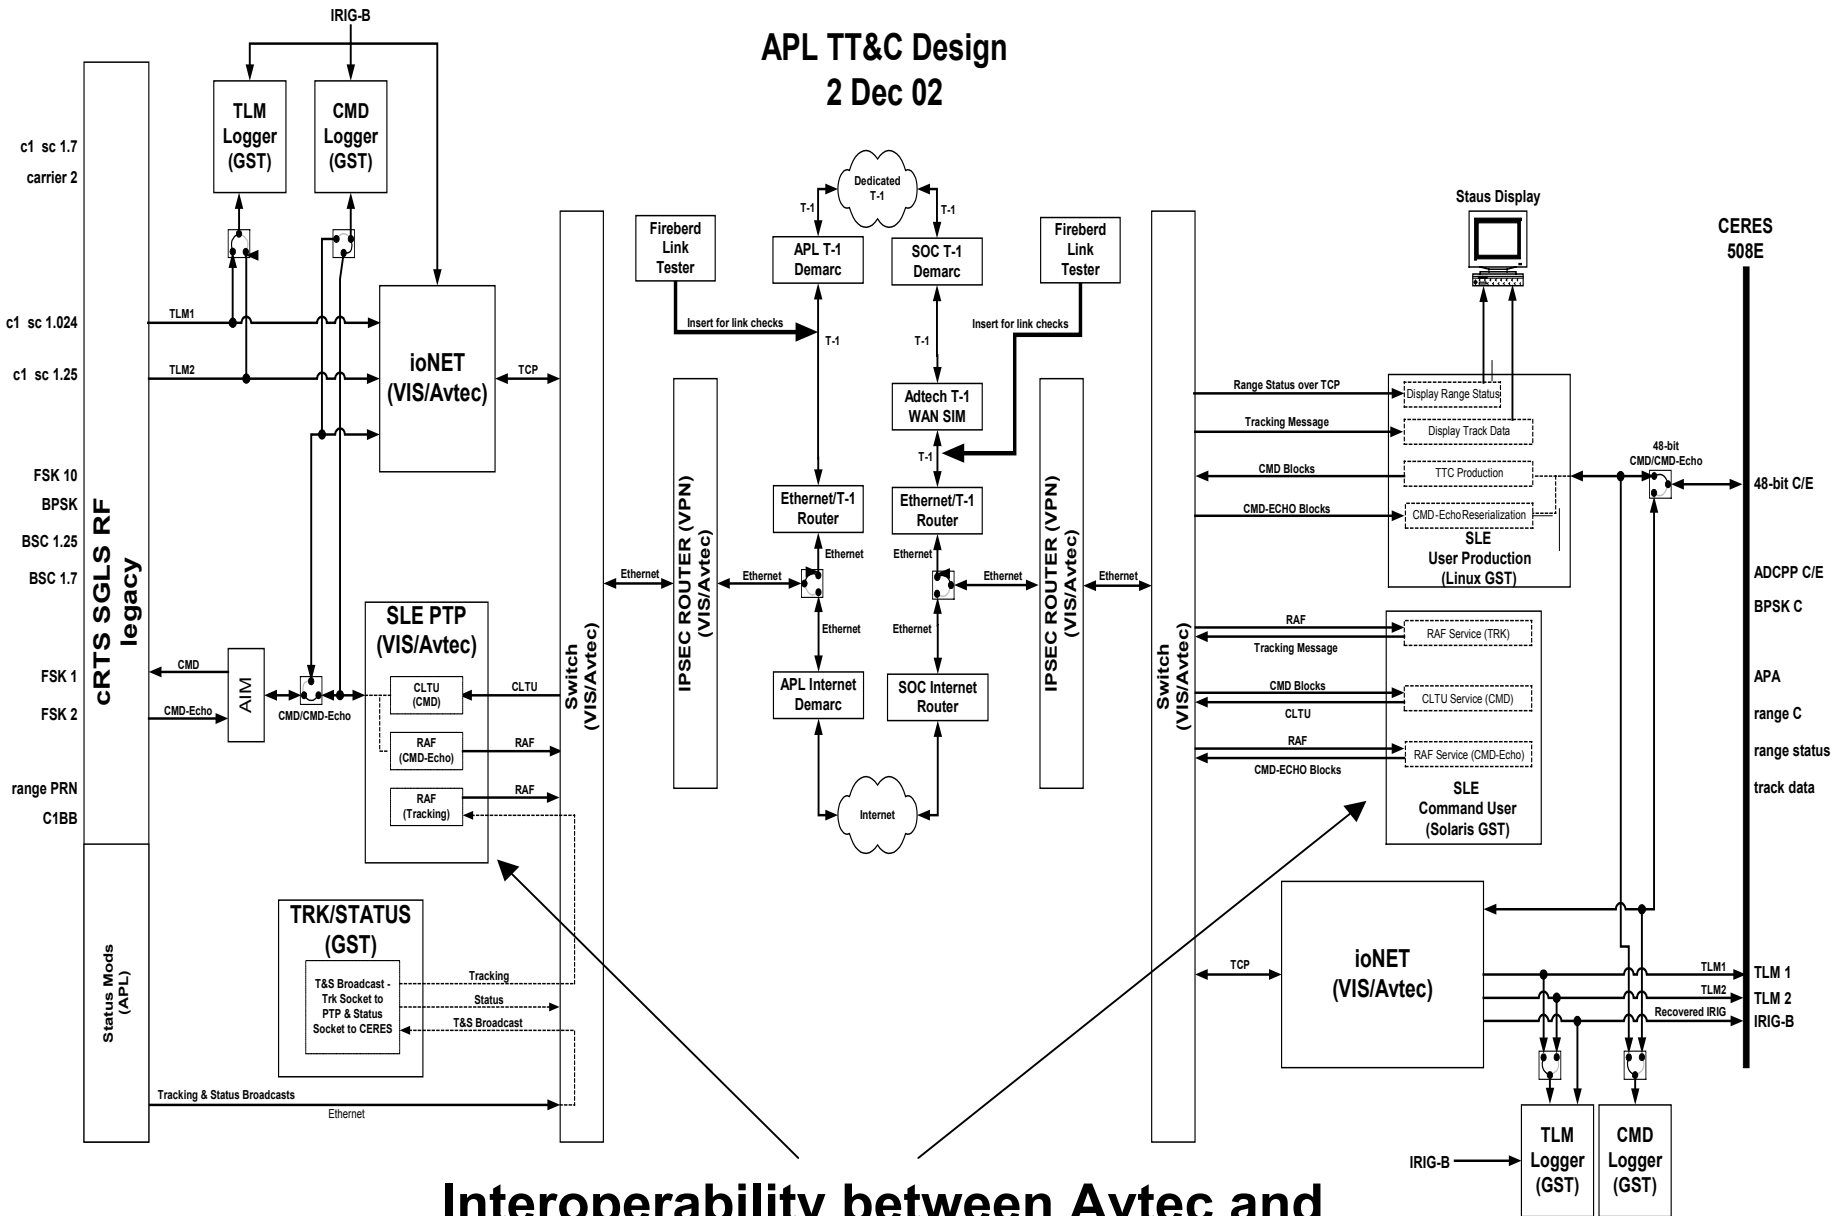 IRIG-B
APL TT&C Design
2 Dec 02
TLM
Logger
(GST)
CMD
Logger
(GST)
c1 sc 1.7
carrier 2
c1 sc 1.024
c1 sc 1.25
FSK 10
BPSK
BSC 1.25
BSC 1.7
FSK 1
FSK 2
range PRN
C1BB
cRTS SGLS RF
legacy
Status Mods
(APL)
TLM1
TLM2
ioNET
(VIS/Avtec)
TCP
CMD
CMD-Echo
AIM
CMD/CMD-Echo
SLE PTP
(VIS/Avtec)
CLTU
(CMD)
RAF
(CMD-Echo)
RAF
(Tracking)
CLTU
RAF
RAF
TRK/STATUS
(GST)
T&S Broadcast -
Trk Socket to
PTP & Status
Socket to CERES
Tracking
Status
T&S Broadcast
Tracking & Status Broadcasts
Ethernet
Switch
(VIS/Avtec)
Ethernet
IPSEC ROUTER (VPN)
(VIS/Avtec)
Ethernet
Fireberd
Link
Tester
Insert for link checks
Dedicated
T-1
T-1
T-1
APL T-1
Demarc
SOC T-1
Demarc
T-1
T-1
Adtech T-1
WAN SIM
T-1
Ethernet/T-1
Router
Ethernet/T-1
Router
Ethernet
Ethernet
Ethernet
Ethernet
APL Internet
Demarc
SOC Internet
Router
Internet
Fireberd
Link
Tester
Insert for link checks
Ethernet
IPSEC ROUTER (VPN)
(VIS/Avtec)
Ethernet
Switch
(VIS/Avtec)
Staus Display
Range Status over TCP
Tracking Message
CMD Blocks
CMD-ECHO Blocks
Display Range Status
Display Track Data
TTC Production
CMD-EchoReserialization
SLE
User Production
(Linux GST)
48-bit
CMD/CMD-Echo
RAF
Tracking Message
CMD Blocks
CLTU
RAF
CMD-ECHO Blocks
RAF Service (TRK)
CLTU Service (CMD)
RAF Service (CMD-Echo)
SLE
Command User
(Solaris GST)
TCP
ioNET
(VIS/Avtec)
TLM1
TLM2
Recovered IRIG
CERES
508E
48-bit C/E
ADCPP C/E
BPSK C
APA
range C
range status
track data
TLM 1
TLM 2
IRIG-B
IRIG-B
TLM
Logger
(GST)
CMD
Logger
(GST)
Interoperability between Avtec and